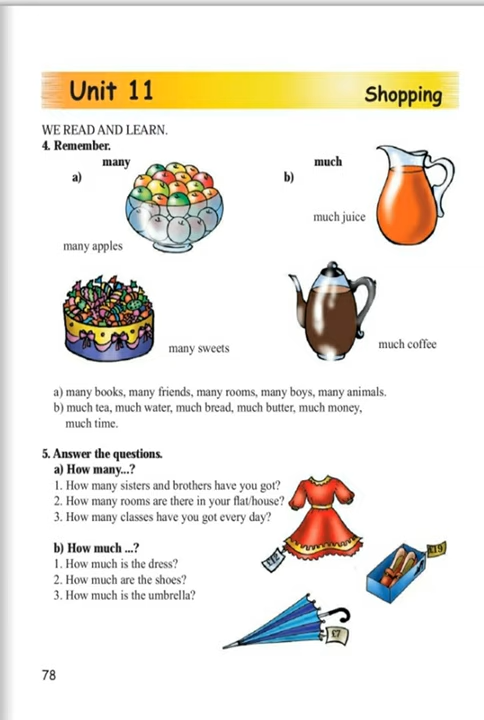 Unit 11
Shopping
WE READ AND LEARN.
4. Remember.
many
a)
many apples
much
b)
much juice
many sweets
much coffee
a) many books, many friends, many rooms, many boys, many animals.
b) much tea, much water, much bread, much butter, much money,
much time.
5. Answer the questions.
a) How many...?
1. How many sisters and brothers have you got?
2. How many rooms are there in your flat/house?
3. How many classes have you got every day?
b) How much ...?
1. How much is the dress?
2. How much are the shoes?
3. How much is the umbrella?
£12
£19
£7
78